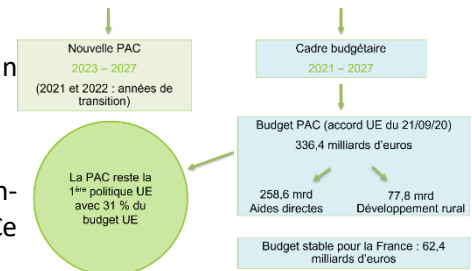 Nouvelle PAC
2023 – 2027
(2021 et 2022 : années de
transition)
Cadre budgétaire
2021 – 2027
n
Budget PAC (accord UE du 21/09/20)
336,4 milliards d'euros
258,6 mrd
Aides directes
77,8 mrd
Développement rural
La PAC reste la
1ère politique UE
avec 31 % du
budget UE
n-
Ce
Budget stable pour la France : 62,4
milliards d'euros